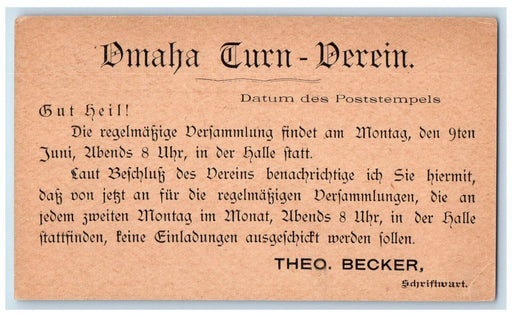 Omaha Turn-Verein.
Datum des Poststempels
Gut Heil!
Die regelmäßige Versammlung findet am Montag, den 9ten
Juni, Abends 8 Uhr, in der Halle statt.
Laut Beschluß des Vereins benachrichtige ich Sie hiermit,
daß von jetzt an für die regelmäßigen Versammlungen, die an
jedem zweiten Montag im Monat, Abends 8 Uhr, in der Halle
stattfinden, keine Einladungen ausgeschickt werden sollen.
THEO. BECKER,
Schriftwart.